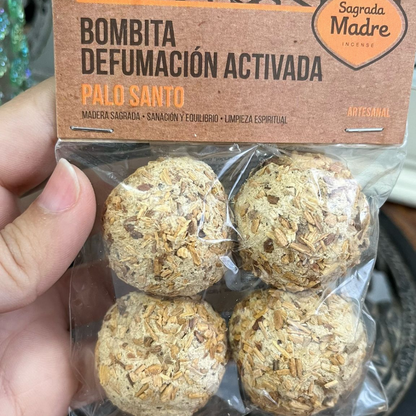 Sagrada
Madre
INCENSE
BOMBITA
DEFUMACIÓN ACTIVADA
PALO SANTO
ARTESANAL
MADERA SAGRADA • SANACIÓN Y EQUILIBRIO • LIMPIEZA ESPIRITUAL